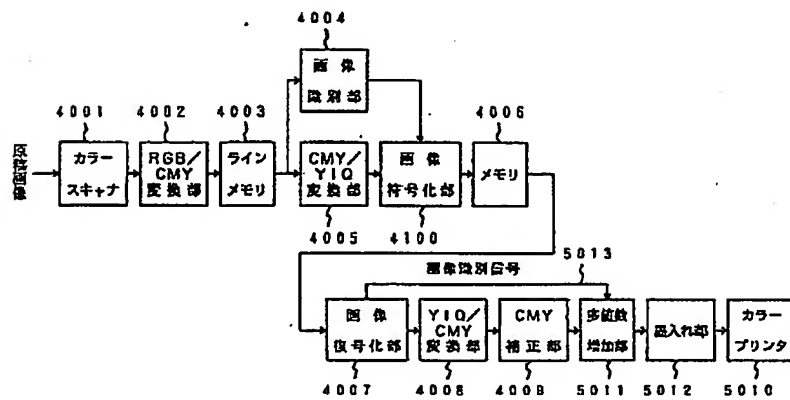 4004
画像
識別部
4001
4002
4003
4006
原稿画像
カラー
スキャナ
RGB/
CMY
変換部
ライン
メモリ
CMY/
YIQ
変換部
画像
符号化部
メモリ
4005
4100
画像識別信号
5013
画像
復号化部
YIQ/
CMY
変換部
CMY
補正部
多値数
増加部
墨入れ部
カラー
プリンタ
4007
4008
4009
5011
5012
5010